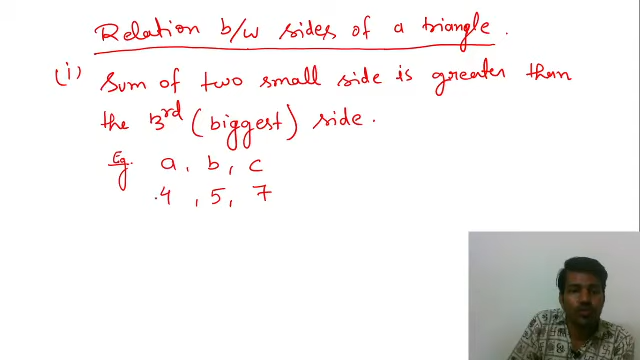 Relation b/w sides of a triangle.
(i) Sum of two small side is greater than
the 3rd (biggest) side.
Eg. a, b, c
4, 5, 7